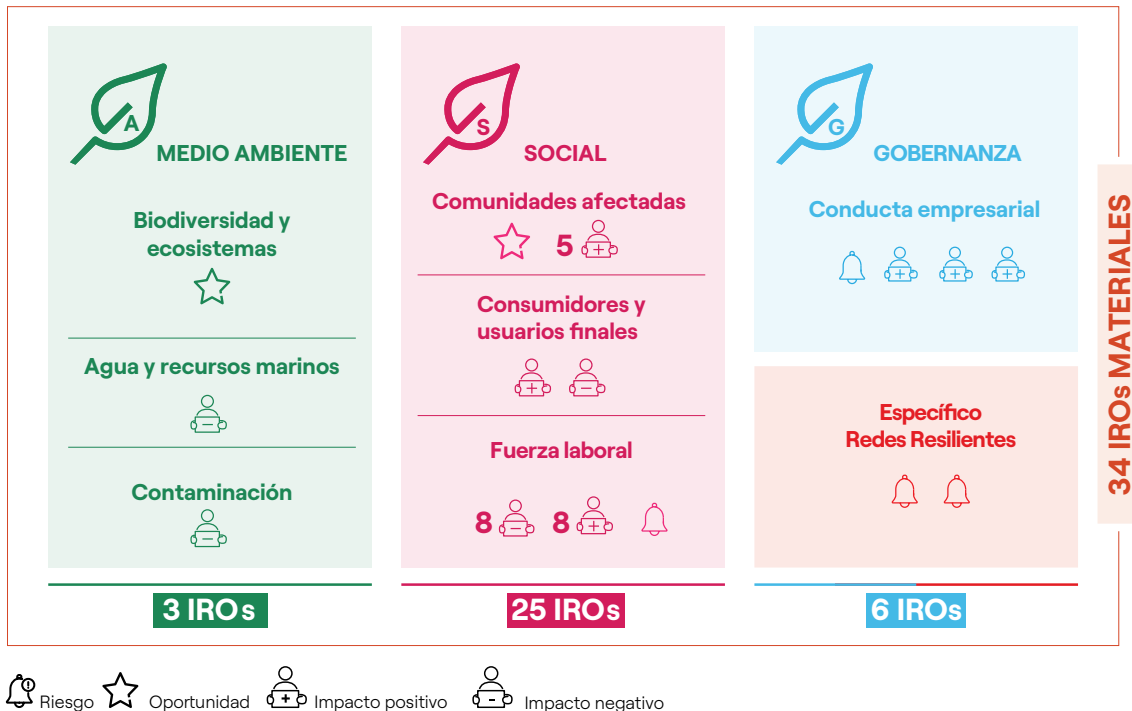 A
MEDIO AMBIENTE
Biodiversidad y
ecosistemas
Agua y recursos marinos
Contaminación
3 IROs
S
SOCIAL
Comunidades afectadas
5
Consumidores y
usuarios finales
Fuerza laboral
8 8
25 IROs
G
GOBERNANZA
Conducta empresarial
Específico
Redes Resilientes
6 IROs
34 IROs MATERIALES
Riesgo Oportunidad Impacto positivo Impacto negativo